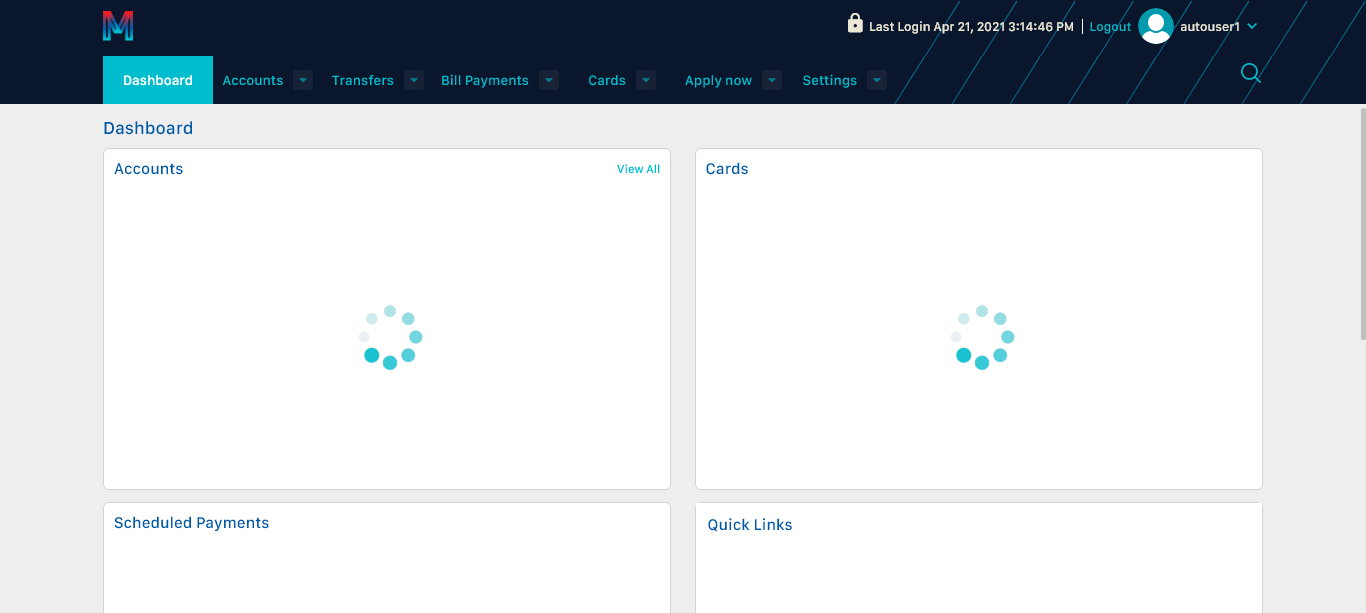 M
Last Login Apr 21, 2021 3:14:46 PM | Logout autouser1
Dashboard Accounts Transfers Bill Payments Cards Apply now Settings
Dashboard
Accounts View All
Cards
Scheduled Payments
Quick Links